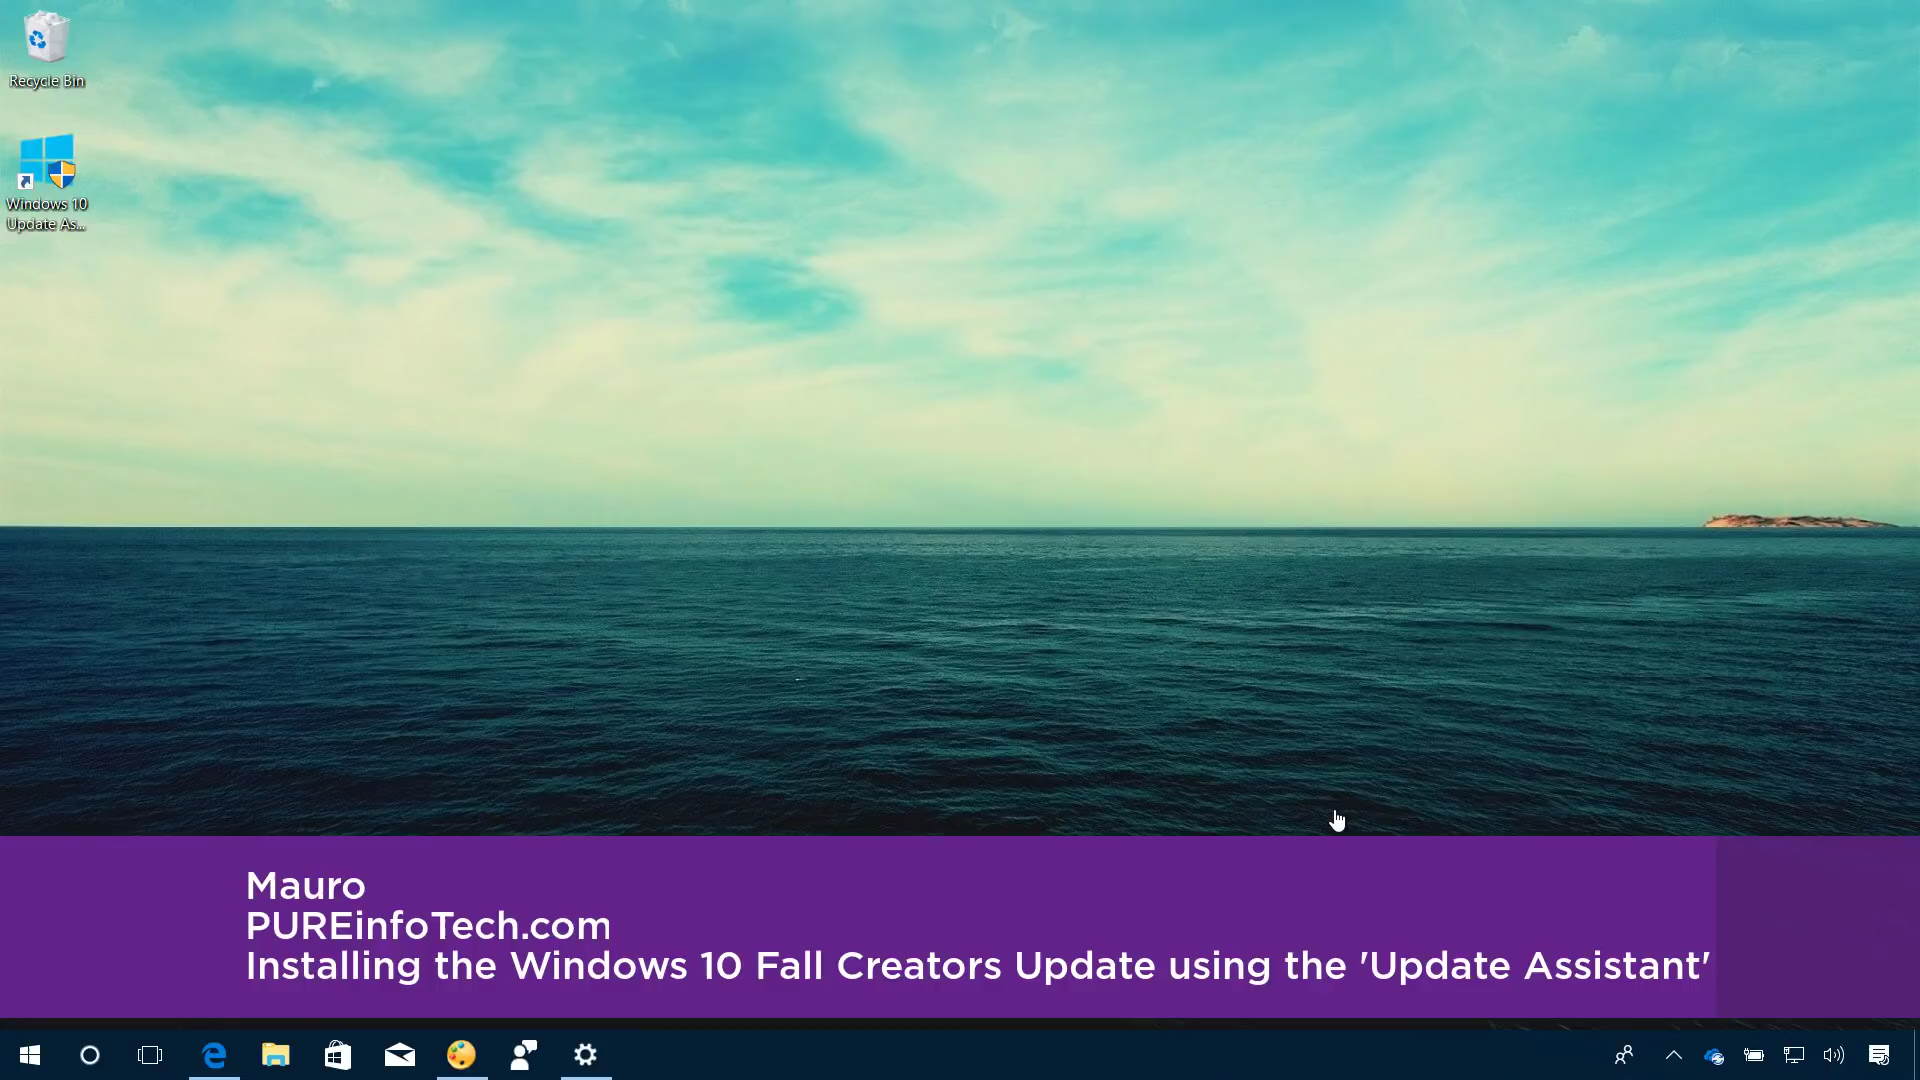 Recycle Bin
Windows 10
Update As...
Mauro
PUREinfoTech.com
Installing the Windows 10 Fall Creators Update using the 'Update Assistant'